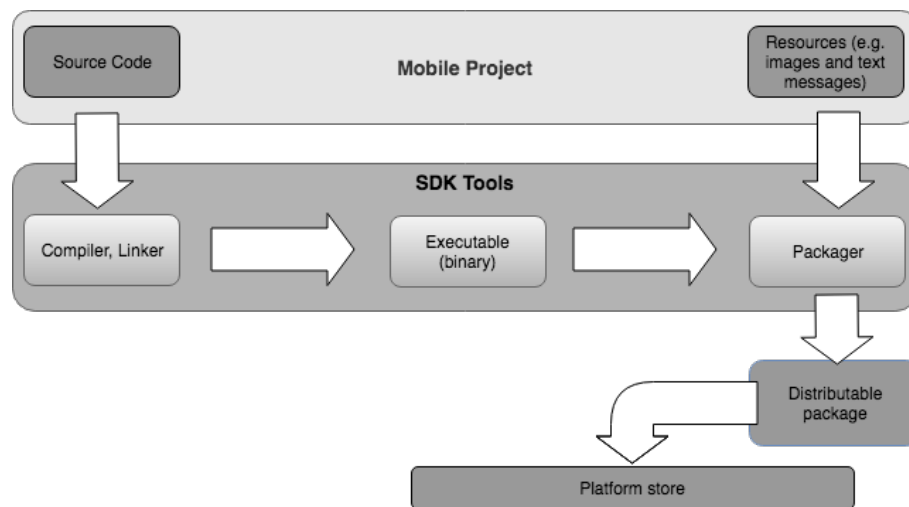 Source Code
Mobile Project
Resources (e.g.
images and text
messages)
SDK Tools
Compiler, Linker
Executable
(binary)
Packager
Distributable
package
Platform store